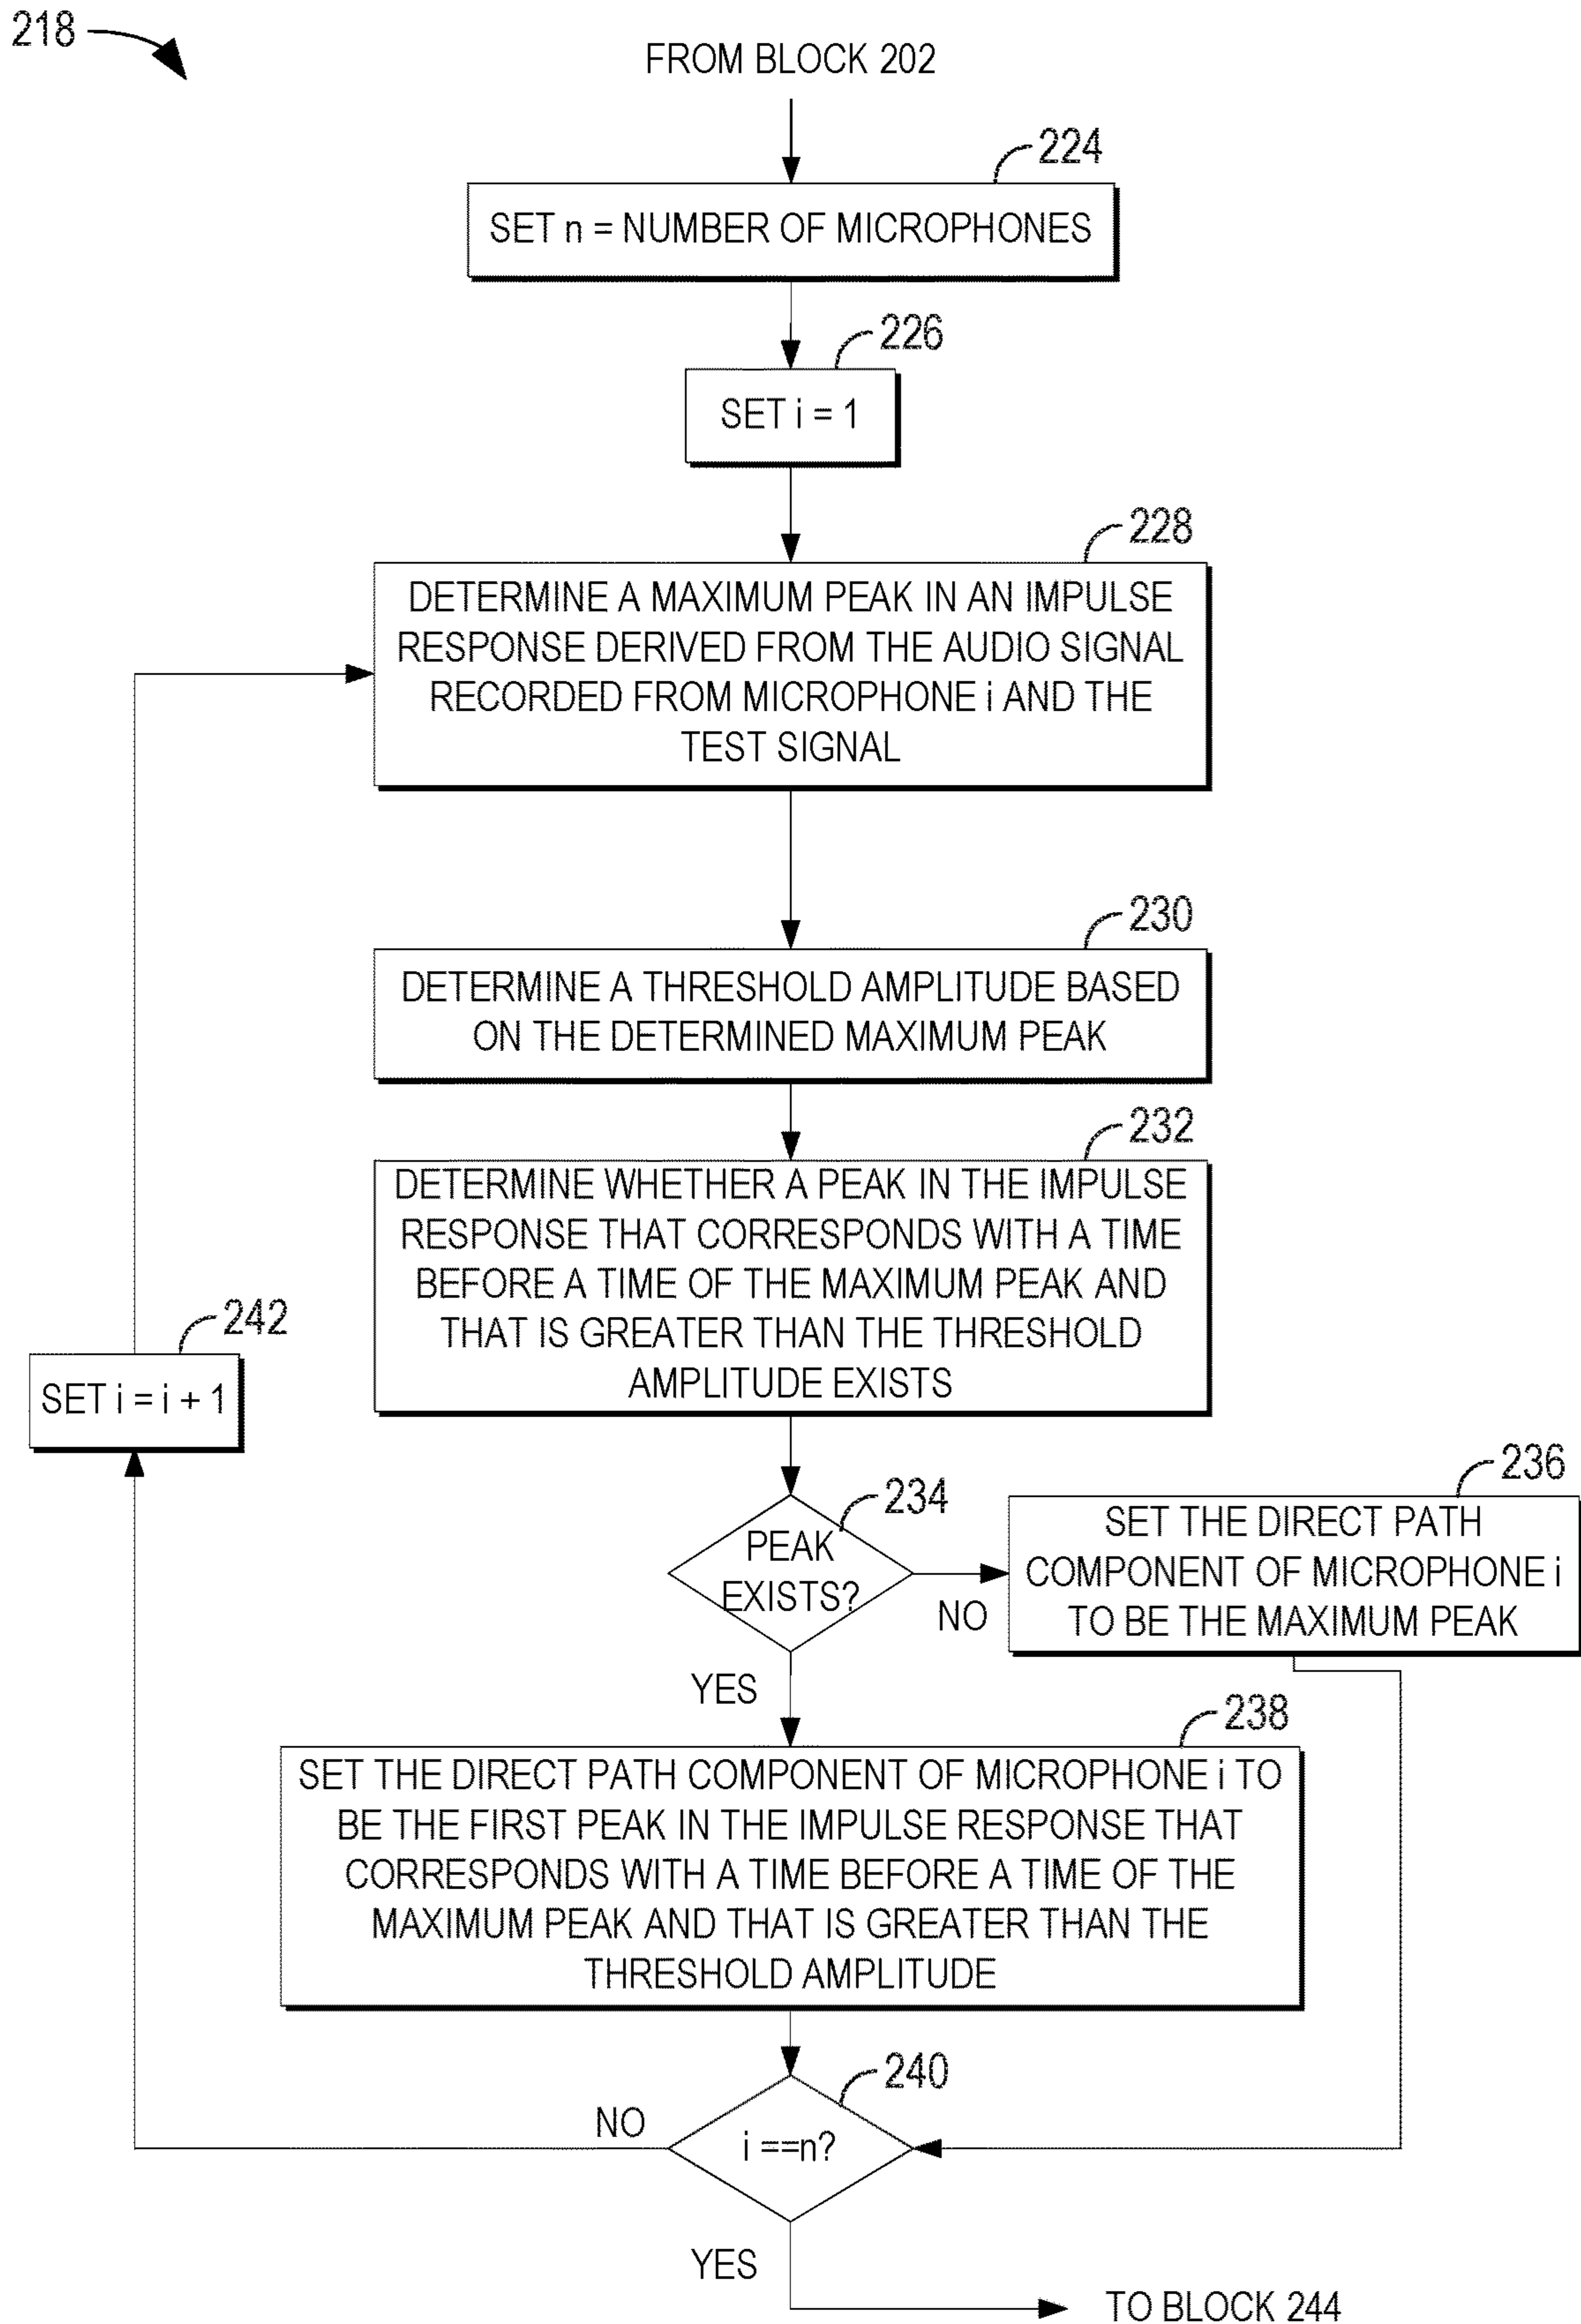 218
FROM BLOCK 202
224
SET n = NUMBER OF MICROPHONES
226
SET i = 1
228
DETERMINE A MAXIMUM PEAK IN AN IMPULSE
RESPONSE DERIVED FROM THE AUDIO SIGNAL
RECORDED FROM MICROPHONE i AND THE
TEST SIGNAL
230
DETERMINE A THRESHOLD AMPLITUDE BASED
ON THE DETERMINED MAXIMUM PEAK
232
DETERMINE WHETHER A PEAK IN THE IMPULSE
RESPONSE THAT CORRESPONDS WITH A TIME
BEFORE A TIME OF THE MAXIMUM PEAK AND
THAT IS GREATER THAN THE THRESHOLD
AMPLITUDE EXISTS
242
SET i = i + 1
234
PEAK
EXISTS?
NO
236
SET THE DIRECT PATH
COMPONENT OF MICROPHONE i
TO BE THE MAXIMUM PEAK
YES
238
SET THE DIRECT PATH COMPONENT OF MICROPHONE i TO
BE THE FIRST PEAK IN THE IMPULSE RESPONSE THAT
CORRESPONDS WITH A TIME BEFORE A TIME OF THE
MAXIMUM PEAK AND THAT IS GREATER THAN THE
THRESHOLD AMPLITUDE
240
NO
i ==n?
YES
TO BLOCK 244